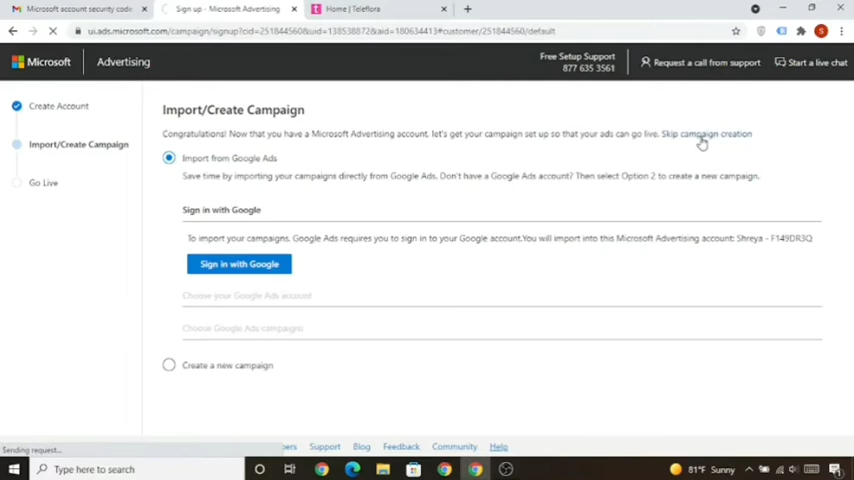 Microsoft account security code
Sign up - Microsoft Advertising
Home | Teleflora
ui.ads.microsoft.com/campaign/signup?cid=251844560&uid=138538872&aid=180634413#customer/251844560/default
Microsoft
Advertising
Free Setup Support
877 635 3561
Request a call from support
Start a live chat
Create Account
Import/Create Campaign
Go Live
Import/Create Campaign
Congratulations! Now that you have a Microsoft Advertising account, let's get your campaign set up so that your ads can go live. Skip campaign creation
Import from Google Ads
Save time by importing your campaigns directly from Google Ads. Don't have a Google Ads account? Then select Option 2 to create a new campaign.
Sign in with Google
To import your campaigns, Google Ads requires you to sign in to your Google account.You will import into this Microsoft Advertising account: Shreya - F149DR3Q
Sign in with Google
Choose your Google Ads account
Choose Google Ads campaigns
Create a new campaign
Sending request...
pers Support Blog Feedback Community Help
Type here to search
81°F Sunny